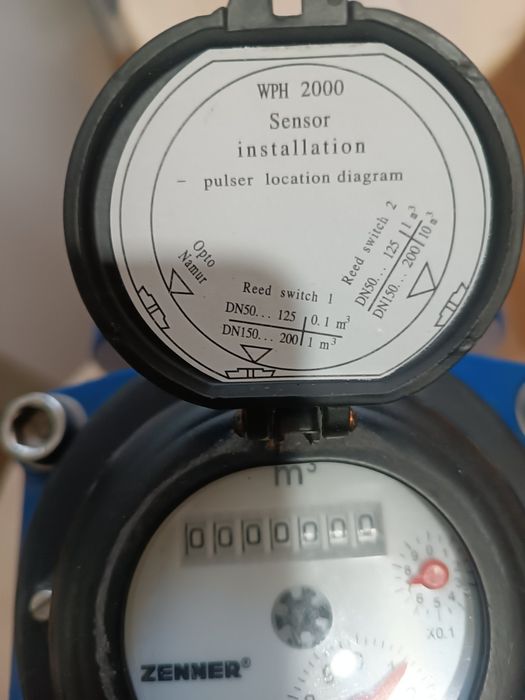 WPH 2000
Sensor
installation
- pulser location diagram
Opto
Namur
Reed switch 1
DN50... 125 | 0.1 m³
DN150... 200 | 1 m³
Reed switch 2
DN50... 125 | 1 m³
DN150... 200 | 10 m³
m³
0000000
X0.1
ZENNER®